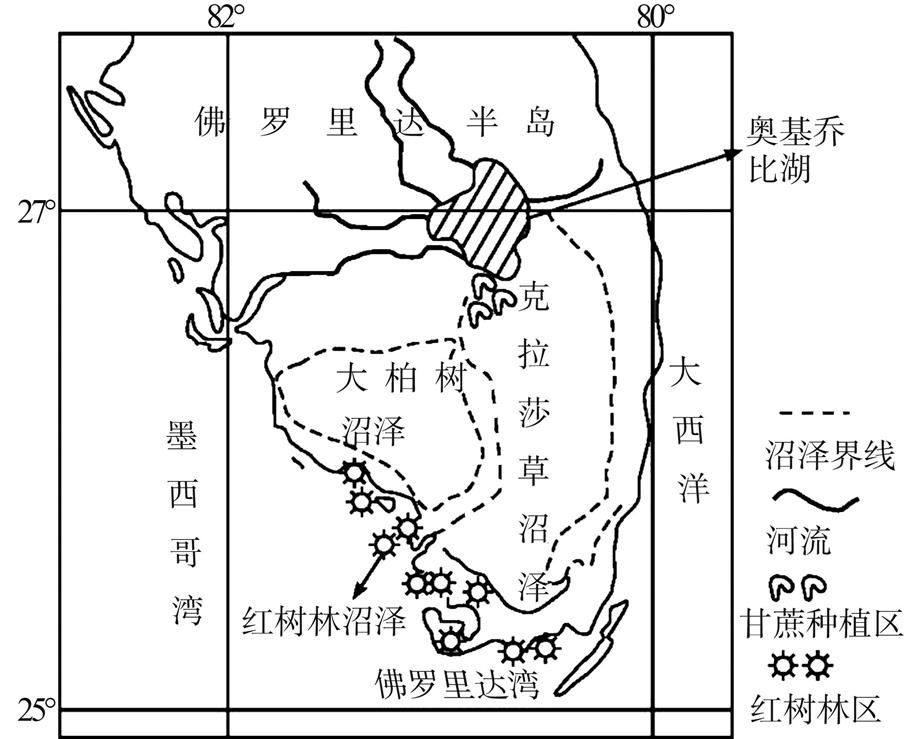 82°
80°
佛罗里达半岛
奥基乔
比湖
27°
克拉莎草沼泽
大柏树
沼泽
大西洋
墨西哥湾
沼泽界线
河流
甘蔗种植区
红树林沼泽
佛罗里达湾
红树林区
25°